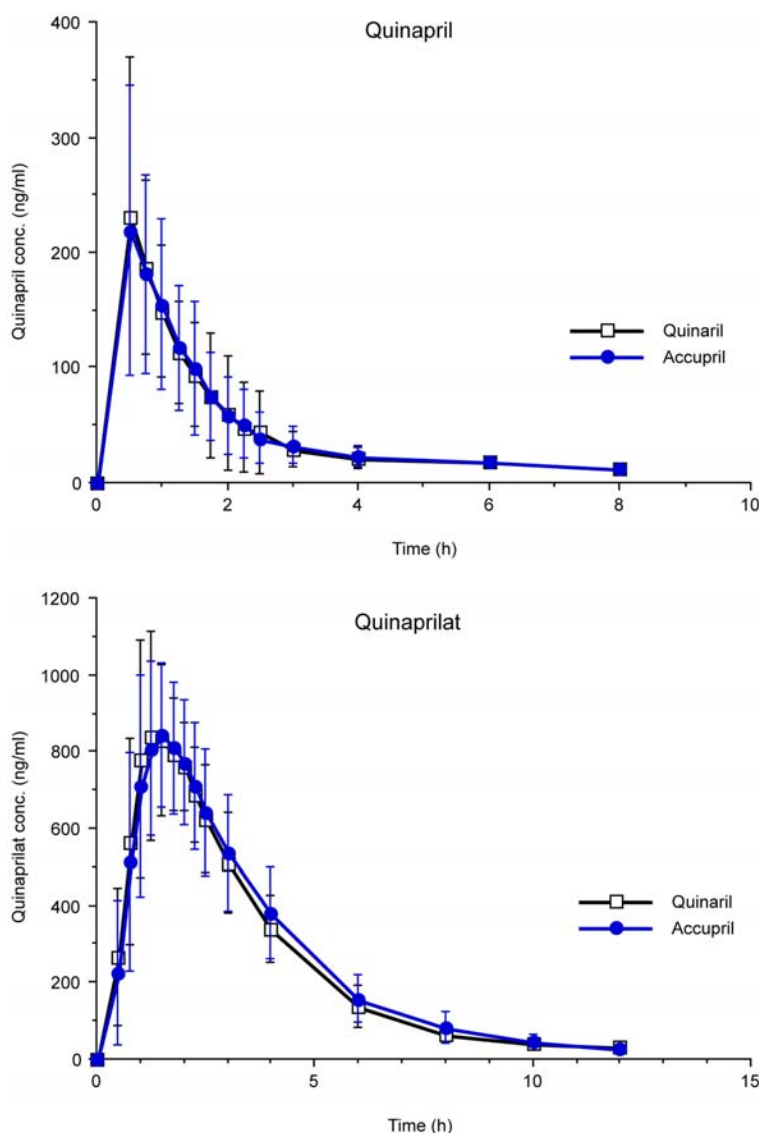 Quinapril
400
300
200
100
0
Quinapril conc. (ng/ml)
Quinaril
Accupril
0 2 4 6 8 10
Time (h)
Quinaprilat
1200
1000
800
600
400
200
0
Quinaprilat conc. (ng/ml)
Quinaril
Accupril
0 5 10 15
Time (h)